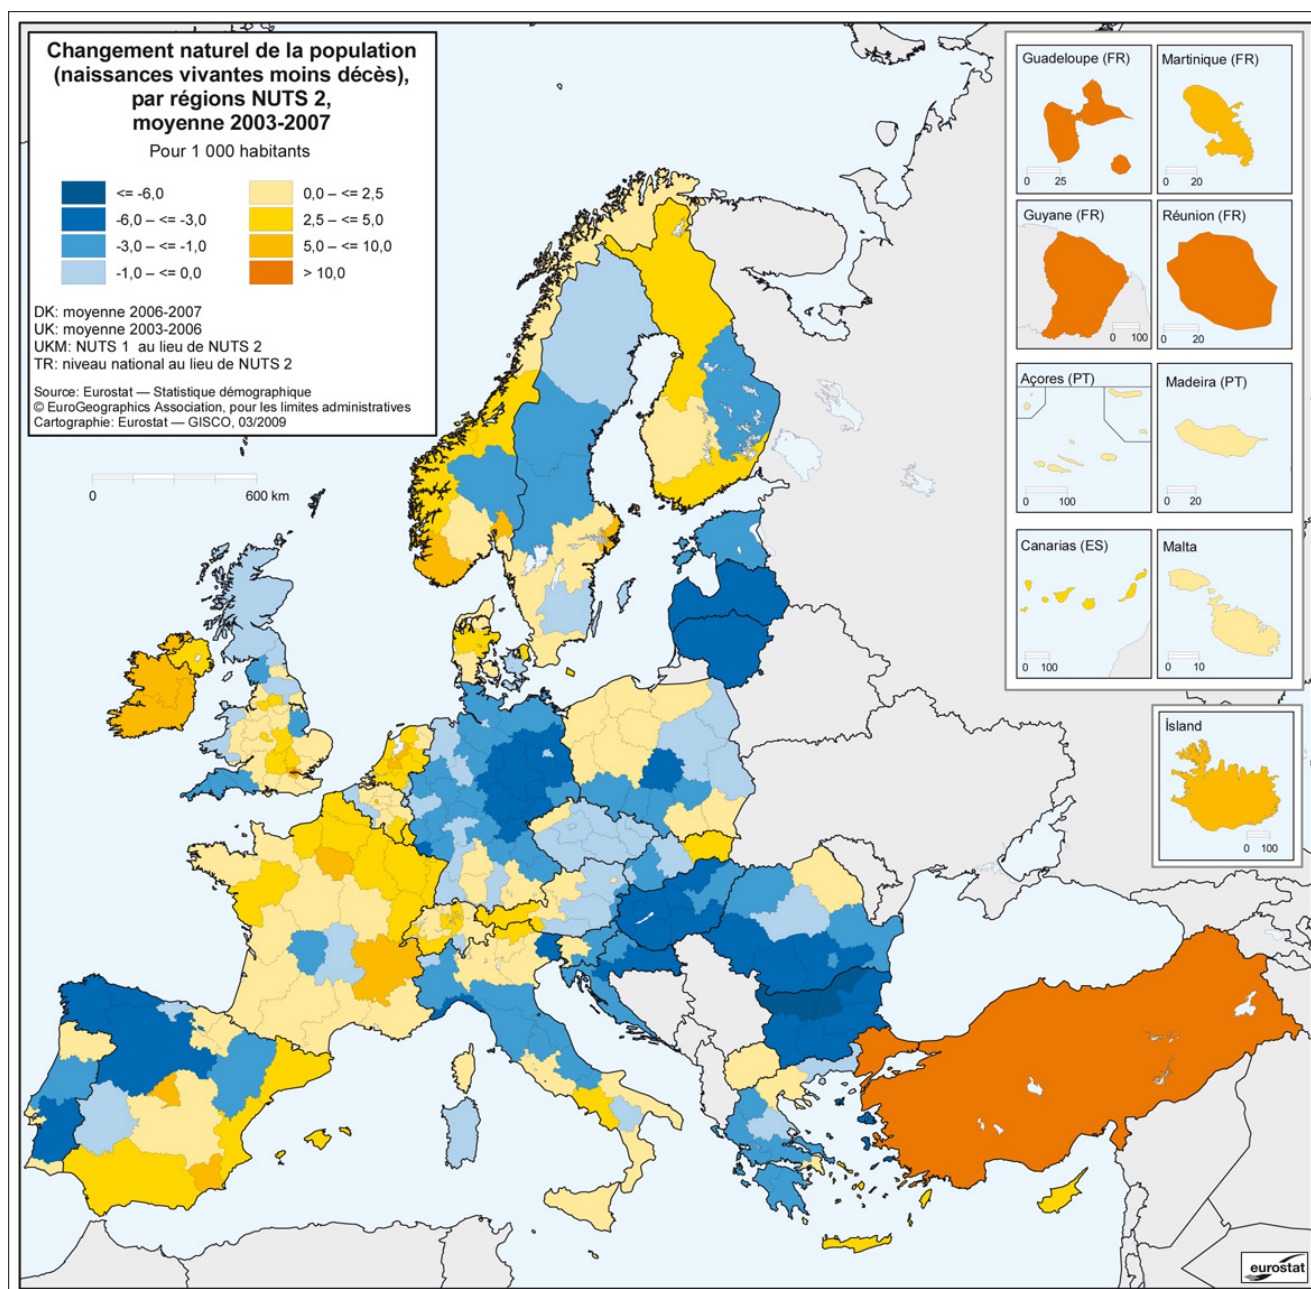 Changement naturel de la population
(naissances vivantes moins décès),
par régions NUTS 2,
moyenne 2003-2007
Pour 1 000 habitants
<= -6,0
-6,0 – <= -3,0
-3,0 – <= -1,0
-1,0 – <= 0,0
0,0 – <= 2,5
2,5 – <= 5,0
5,0 – <= 10,0
> 10,0
DK: moyenne 2006-2007
UK: moyenne 2003-2006
UKM: NUTS 1 au lieu de NUTS 2
TR: niveau national au lieu de NUTS 2
Source: Eurostat — Statistique démographique
© EuroGeographics Association, pour les limites administratives
Cartographie: Eurostat — GISCO, 03/2009
0 600 km
Guadeloupe (FR)
0 25
Martinique (FR)
0 20
Guyane (FR)
0 100
Réunion (FR)
0 20
Açores (PT)
0 100
Madeira (PT)
0 20
Canarias (ES)
0 100
Malta
0 10
Ísland
0 100
eurostat